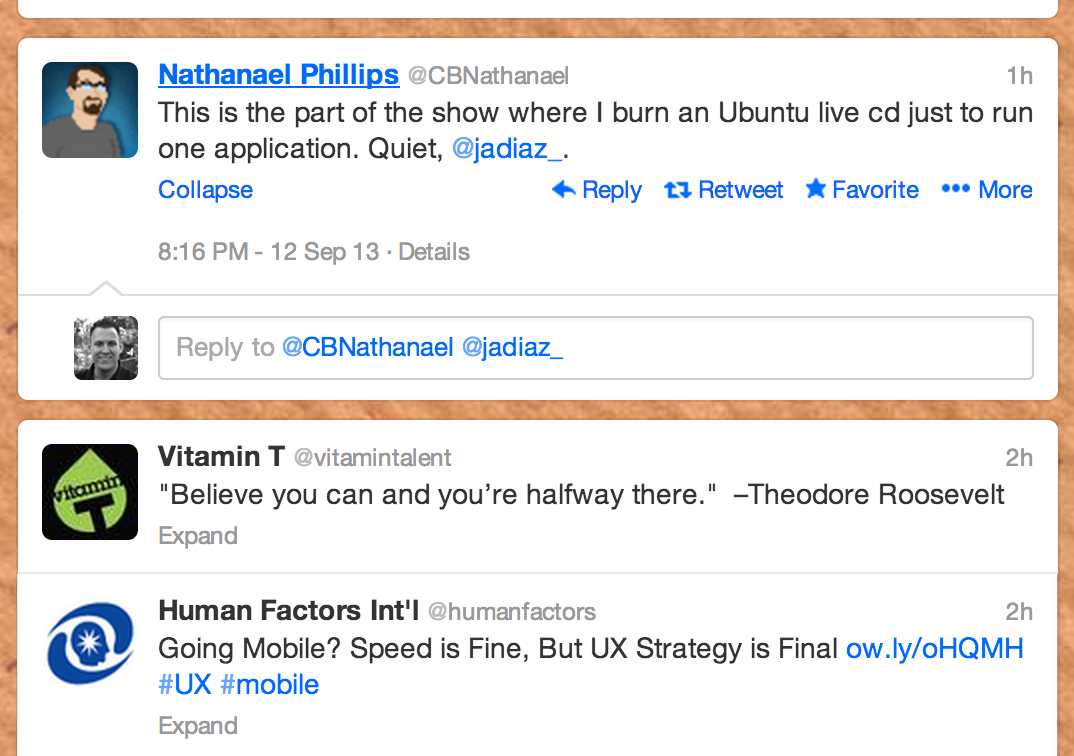 Nathanael Phillips @CBNathanael 1h
This is the part of the show where I burn an Ubuntu live cd just to run
one application. Quiet, @jadiaz_.
Collapse Reply Retweet Favorite More
8:16 PM - 12 Sep 13 · Details
Reply to @CBNathanael @jadiaz_
vitamin
T
Vitamin T @vitamintalent 2h
"Believe you can and you’re halfway there."  –Theodore Roosevelt
Expand
Human Factors Int'l @humanfactors 2h
Going Mobile? Speed is Fine, But UX Strategy is Final ow.ly/oHQMH
#UX #mobile
Expand